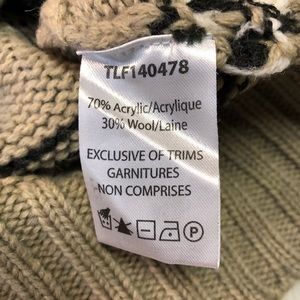 TLF140478
70% Acrylic/Acrylique
30% Wool/Laine
EXCLUSIVE OF TRIMS
GARNITURES
NON COMPRISES
P